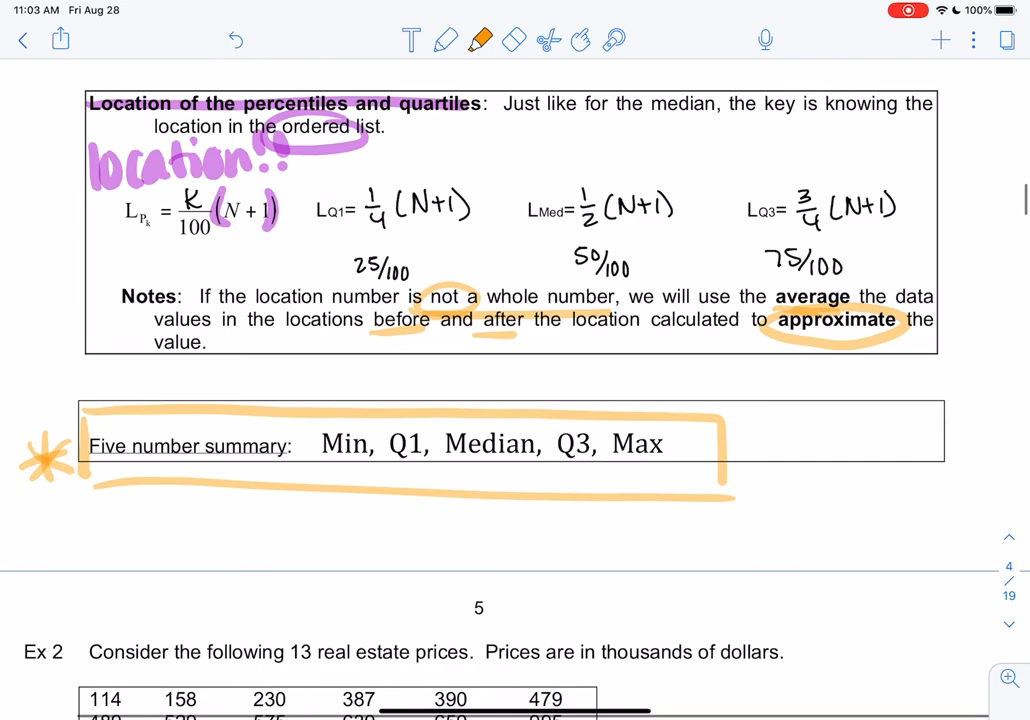 11:03 AM Fri Aug 28
100%
Location of the percentiles and quartiles: Just like for the median, the key is knowing the
location in the ordered list.
location!!
L_Pk = K/100 (N + 1) LQ1= 1/4 (N+1) LMed= 1/2 (N+1) LQ3= 3/4 (N+1)
25/100 50/100 75/100
Notes: If the location number is not a whole number, we will use the average the data
values in the locations before and after the location calculated to approximate the
value.
Five number summary: Min, Q1, Median, Q3, Max
4
/
19
5
Ex 2 Consider the following 13 real estate prices. Prices are in thousands of dollars.
114 158 230 387 390 479